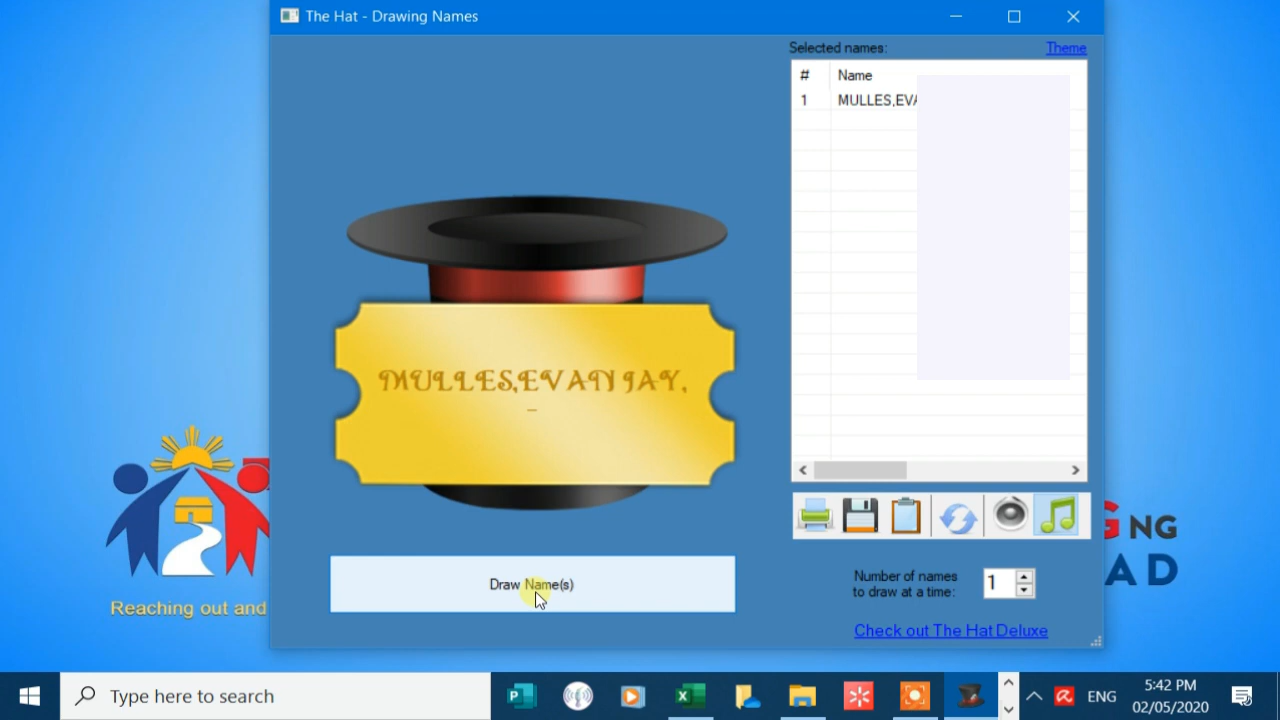 The Hat - Drawing Names
Selected names:
Theme
# Name
1 MULLES,EVA
MULLES,EVAN JAY,
–
Draw Name(s)
Number of names
to draw at a time:
1
Check out The Hat Deluxe
Reaching out and
G NG
AD
Type here to search
ENG
5:42 PM
02/05/2020